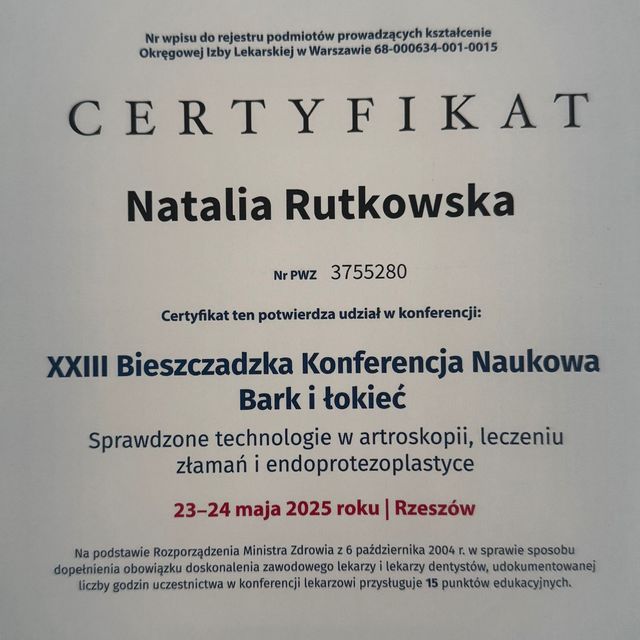 Nr wpisu do rejestru podmiotów prowadzących kształcenie
Okręgowej Izby Lekarskiej w Warszawie 68-000634-001-0015
CERTYFIKAT
Natalia Rutkowska
Nr PWZ 3755280
Certyfikat ten potwierdza udział w konferencji:
XXIII Bieszczadzka Konferencja Naukowa
Bark i łokieć
Sprawdzone technologie w artroskopii, leczeniu
złamań i endoprotezoplastyce
23–24 maja 2025 roku | Rzeszów
Na podstawie Rozporządzenia Ministra Zdrowia z 6 października 2004 r. w sprawie sposobu
dopełnienia obowiązku doskonalenia zawodowego lekarzy i lekarzy dentystów, udokumentowanej
liczby godzin uczestnictwa w konferencji lekarzowi przysługuje 15 punktów edukacyjnych.